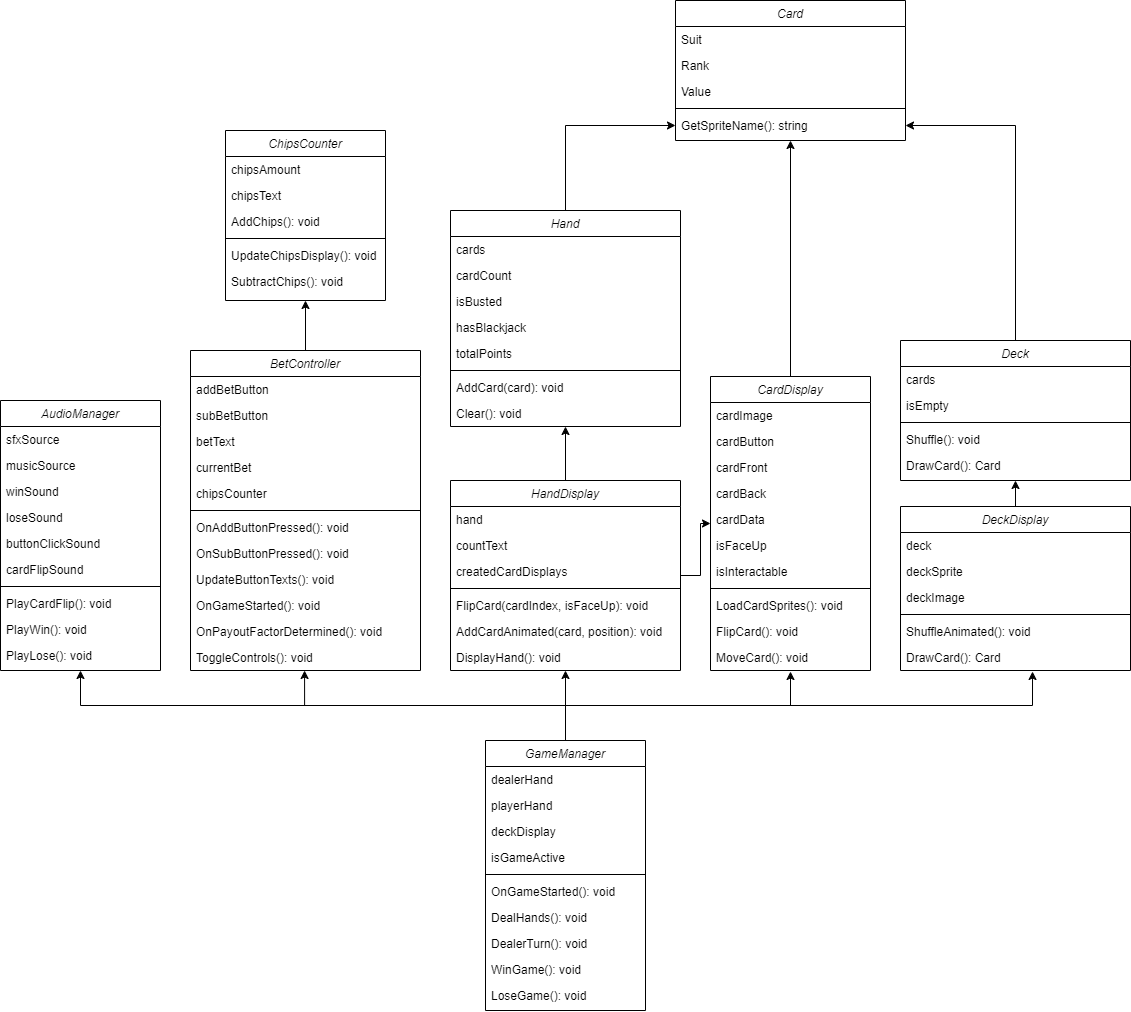 Card
Suit
Rank
Value
GetSpriteName(): string
ChipsCounter
chipsAmount
chipsText
AddChips(): void
UpdateChipsDisplay(): void
SubtractChips(): void
Hand
cards
cardCount
isBusted
hasBlackjack
totalPoints
AddCard(card): void
Clear(): void
Deck
cards
isEmpty
Shuffle(): void
DrawCard(): Card
AudioManager
sfxSource
musicSource
winSound
loseSound
buttonClickSound
cardFlipSound
PlayCardFlip(): void
PlayWin(): void
PlayLose(): void
BetController
addBetButton
subBetButton
betText
currentBet
chipsCounter
OnAddButtonPressed(): void
OnSubButtonPressed(): void
UpdateButtonTexts(): void
OnGameStarted(): void
OnPayoutFactorDetermined(): void
ToggleControls(): void
HandDisplay
hand
countText
createdCardDisplays
FlipCard(cardIndex, isFaceUp): void
AddCardAnimated(card, position): void
DisplayHand(): void
CardDisplay
cardImage
cardButton
cardFront
cardBack
cardData
isFaceUp
isInteractable
LoadCardSprites(): void
FlipCard(): void
MoveCard(): void
DeckDisplay
deck
deckSprite
deckImage
ShuffleAnimated(): void
DrawCard(): Card
GameManager
dealerHand
playerHand
deckDisplay
isGameActive
OnGameStarted(): void
DealHands(): void
DealerTurn(): void
WinGame(): void
LoseGame(): void